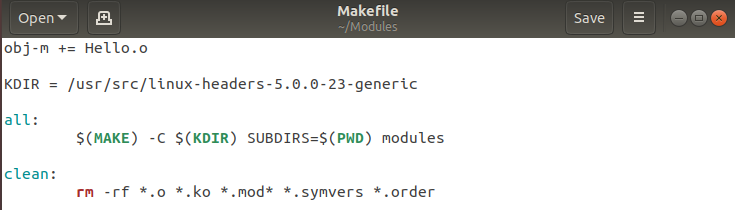 Open
Makefile
~/Modules
Save
obj-m += Hello.o
KDIR = /usr/src/linux-headers-5.0.0-23-generic
all:
$(MAKE) -C $(KDIR) SUBDIRS=$(PWD) modules
clean:
rm -rf *.o *.ko *.mod* *.symvers *.order